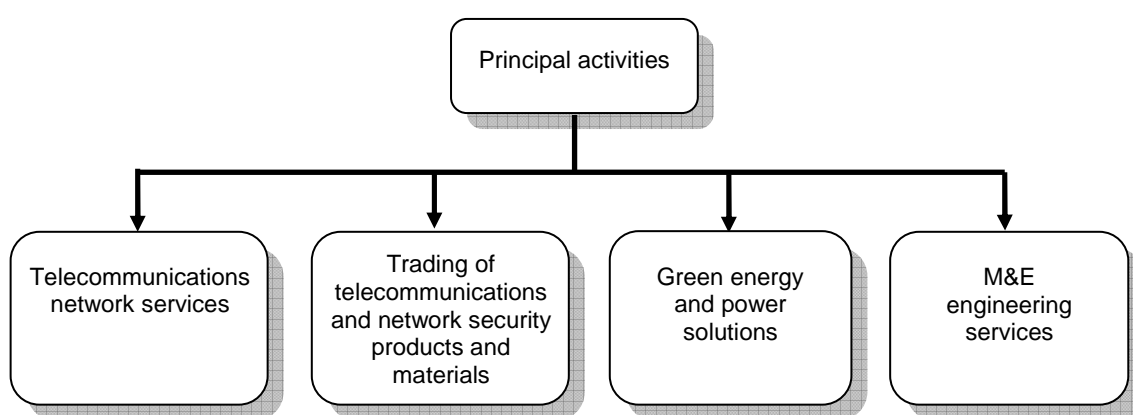 Principal activities
Telecommunications
network services
Trading of
telecommunications
and network security
products and
materials
Green energy
and power
solutions
M&E
engineering
services